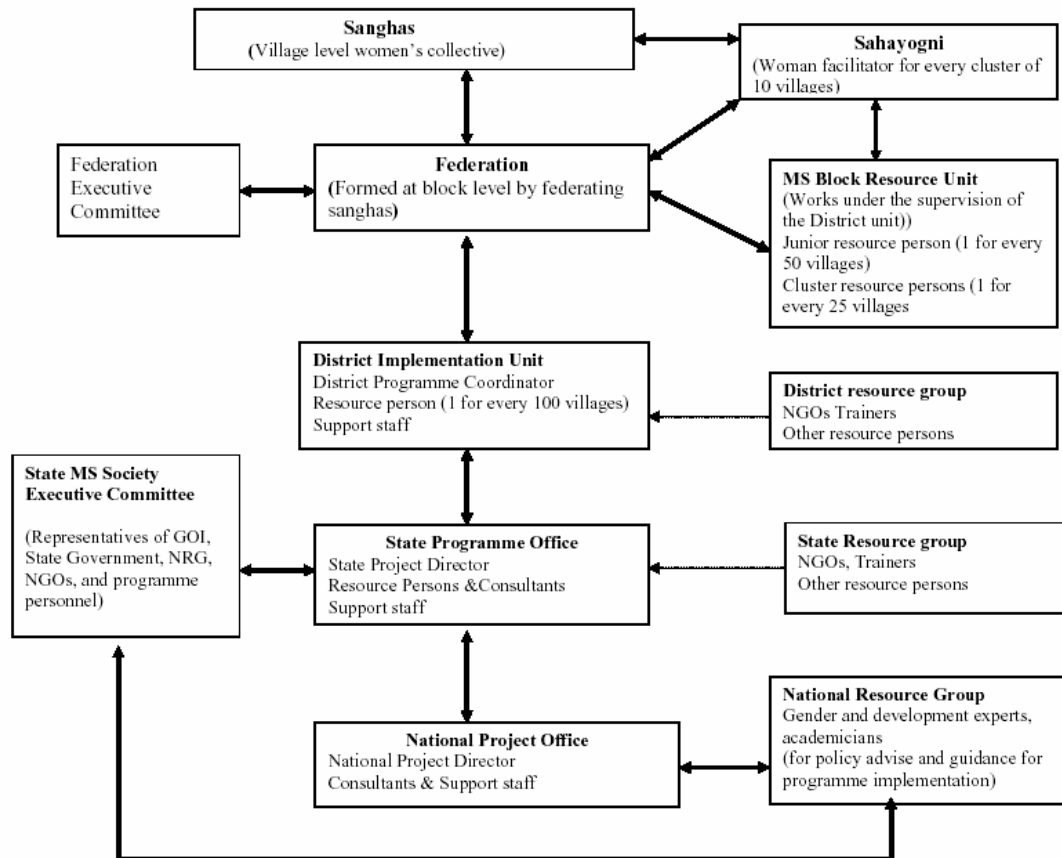 Sanghas
(Village level women's collective)
Sahayogni
(Woman facilitator for every cluster of
10 villages)
Federation
Executive
Committee
Federation
(Formed at block level by federating
sanghas)
MS Block Resource Unit
(Works under the supervision of
the District unit))
Junior resource person (1 for every
50 villages)
Cluster resource persons (1 for
every 25 villages
District Implementation Unit
District Programme Coordinator
Resource person (1 for every 100 villages)
Support staff
District resource group
NGOs Trainers
Other resource persons
State MS Society
Executive Committee
(Representatives of GOI,
State Government, NRG,
NGOs, and programme
personnel)
State Programme Office
State Project Director
Resource Persons &Consultants
Support staff
State Resource group
NGOs, Trainers
Other resource persons
National Project Office
National Project Director
Consultants & Support staff
National Resource Group
Gender and development experts,
academicians
(for policy advise and guidance for
programme implementation)